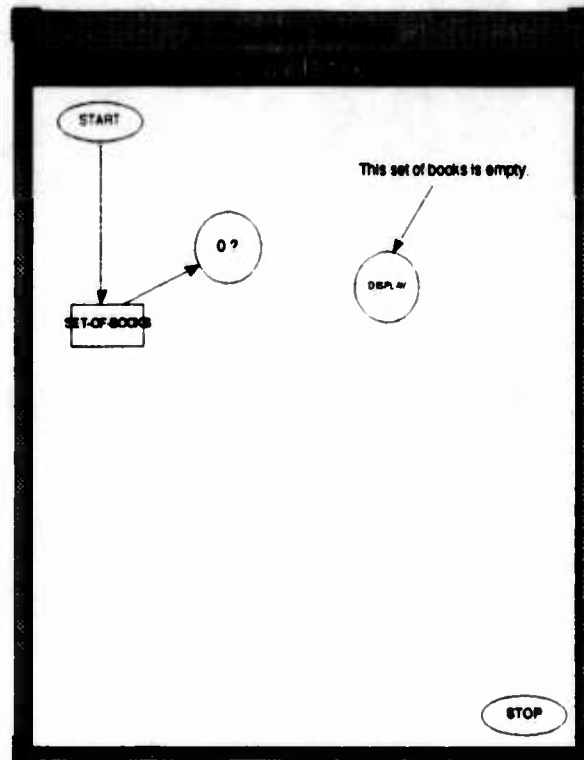 START
This set of books is empty.
0 ?
DISPLAY
SET-OF-BOOKS
STOP